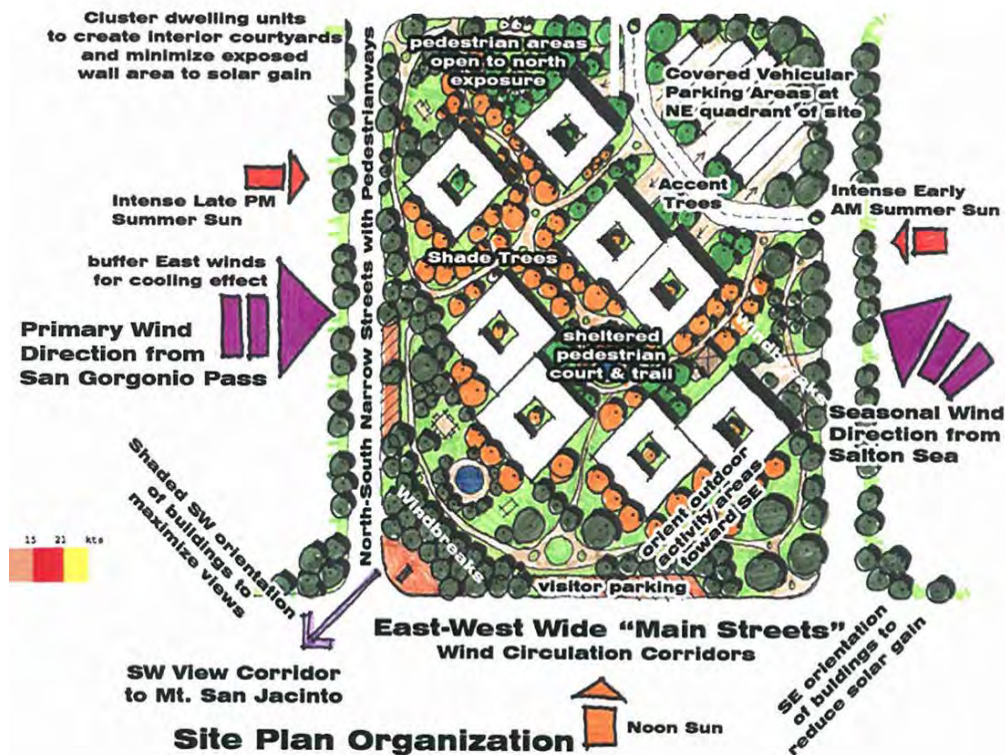 Cluster dwelling units
to create interior courtyards
and minimize exposed
wall area to solar gain
pedestrian areas
open to north
exposure
Covered Vehicular
Parking Areas at
NE quadrant of site
North-South Narrow Streets with Pedestrianways
Intense Late PM
Summer Sun
Accent
Trees
Intense Early
AM Summer Sun
Shade Trees
buffer East winds
for cooling effect
Primary Wind
Direction from
San Gorgonio Pass
sheltered
pedestrian
court & trail
Windbreaks
Seasonal Wind
Direction from
Salton Sea
Shaded SW orientation
of buildings to
maximize views
Windbreaks
orient outdoor
activity areas
toward SE
15 21 kts
visitor parking
East-West Wide "Main Streets"
Wind Circulation Corridors
SW View Corridor
to Mt. San Jacinto
SE orientation
of buldings to
reduce solar gain
Noon Sun
Site Plan Organization